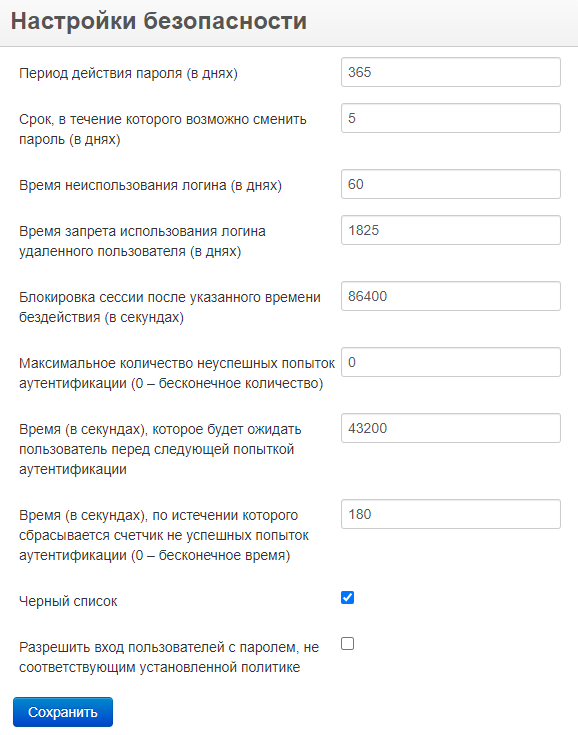 Настройки безопасности
Период действия пароля (в днях)
365
Срок, в течение которого возможно сменить
пароль (в днях)
5
Время неиспользования логина (в днях)
60
Время запрета использования логина
удаленного пользователя (в днях)
1825
Блокировка сессии после указанного времени
бездействия (в секундах)
86400
Максимальное количество неуспешных попыток
аутентификации (0 – бесконечное количество)
0
Время (в секундах), которое будет ожидать
пользователь перед следующей попыткой
аутентификации
43200
Время (в секундах), по истечении которого
сбрасывается счетчик не успешных попыток
аутентификации (0 – бесконечное время)
180
Черный список
Разрешить вход пользователей с паролем, не
соответствующим установленной политике
Сохранить